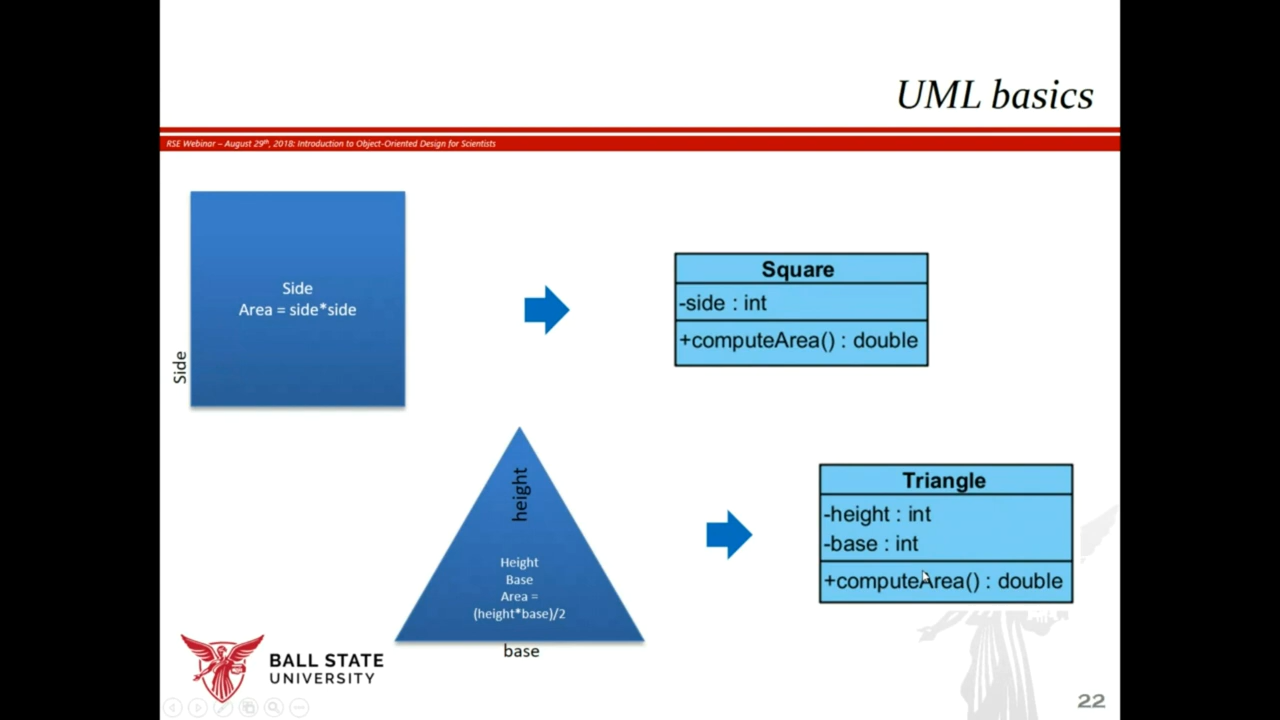 UML basics
RSE Webinar – August 29th, 2018: Introduction to Object-Oriented Design for Scientists
Side
Area = side*side
Side
Square
-side : int
+computeArea() : double
height
Height
Base
Area =
(height*base)/2
base
Triangle
-height : int
-base : int
+computeArea() : double
BALL STATE
UNIVERSITY
22